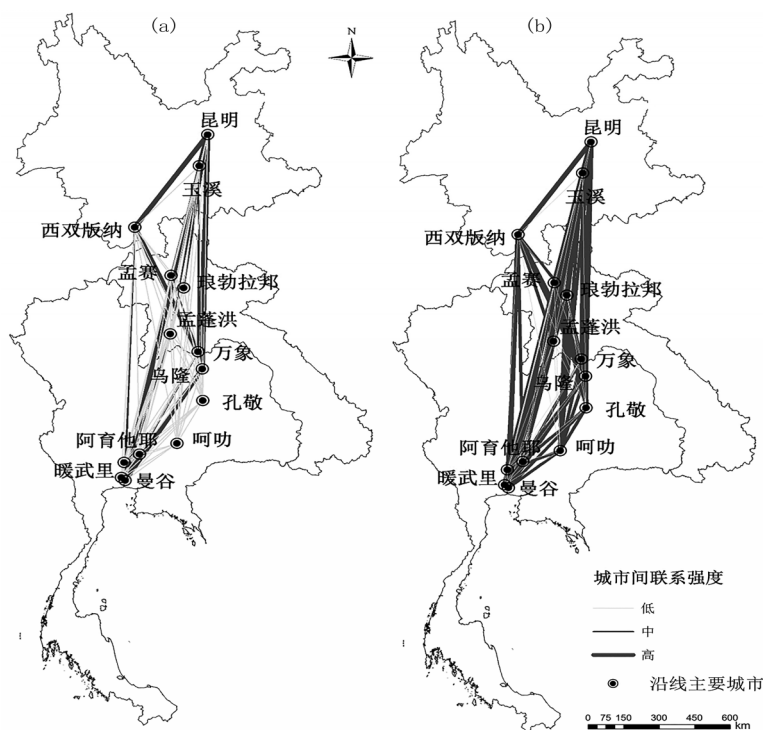 (a)
昆明
玉溪
西双版纳
孟赛
琅勃拉邦
孟蓬洪
万象
乌隆
孔敬
阿育他耶
呵叻
暖武里
曼谷
(b)
昆明
玉溪
西双版纳
孟赛
琅勃拉邦
孟蓬洪
万象
乌隆
孔敬
阿育他耶
呵叻
暖武里
曼谷
城市间联系强度
低
中
高
沿线主要城市
0 75 150 300 450 600
km